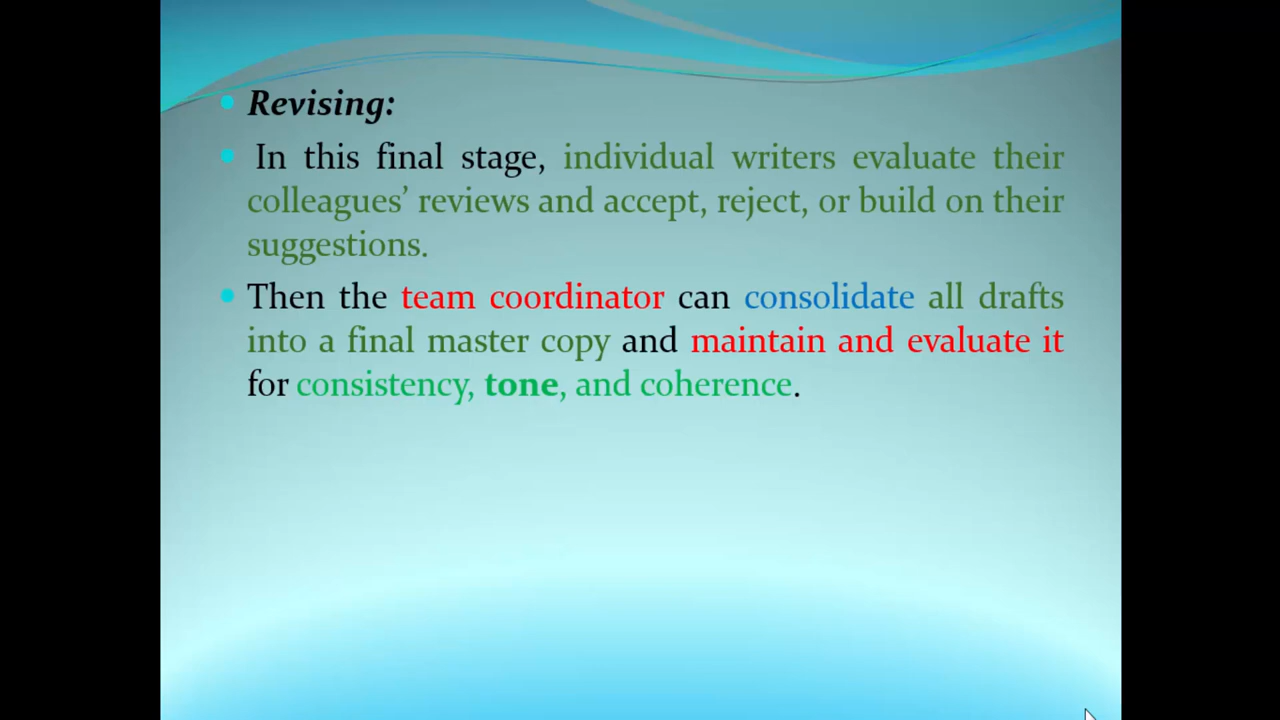 Revising:
In this final stage, individual writers evaluate their
colleagues’ reviews and accept, reject, or build on their
suggestions.
Then the team coordinator can consolidate all drafts
into a final master copy and maintain and evaluate it
for consistency, tone, and coherence.